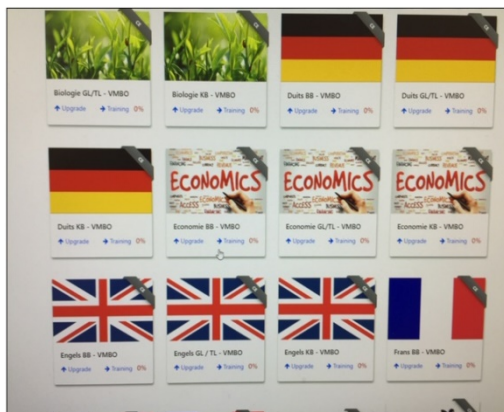 Biologie GL/TL - VMBO
Upgrade Training 0%
Biologie KB - VMBO
Upgrade Training 0%
Duits BB - VMBO
Upgrade Training 0%
Duits GL/TL - VMBO
Upgrade Training 0%
Duits KB - VMBO
Upgrade Training 0%
ECONOMICS
Economie BB - VMBO
Upgrade Training 0%
ECONOMICS
ACCESS
Economie GL/TL - VMBO
Upgrade Training 0%
ECONOMICS
ACCESS
Economie KB - VMBO
Upgrade Training 0%
Engels BB - VMBO
Upgrade Training 0%
Engels GL / TL - VMBO
Upgrade Training 0%
Engels KB - VMBO
Upgrade Training 0%
Frans BB - VMBO
Upgrade Training 0%